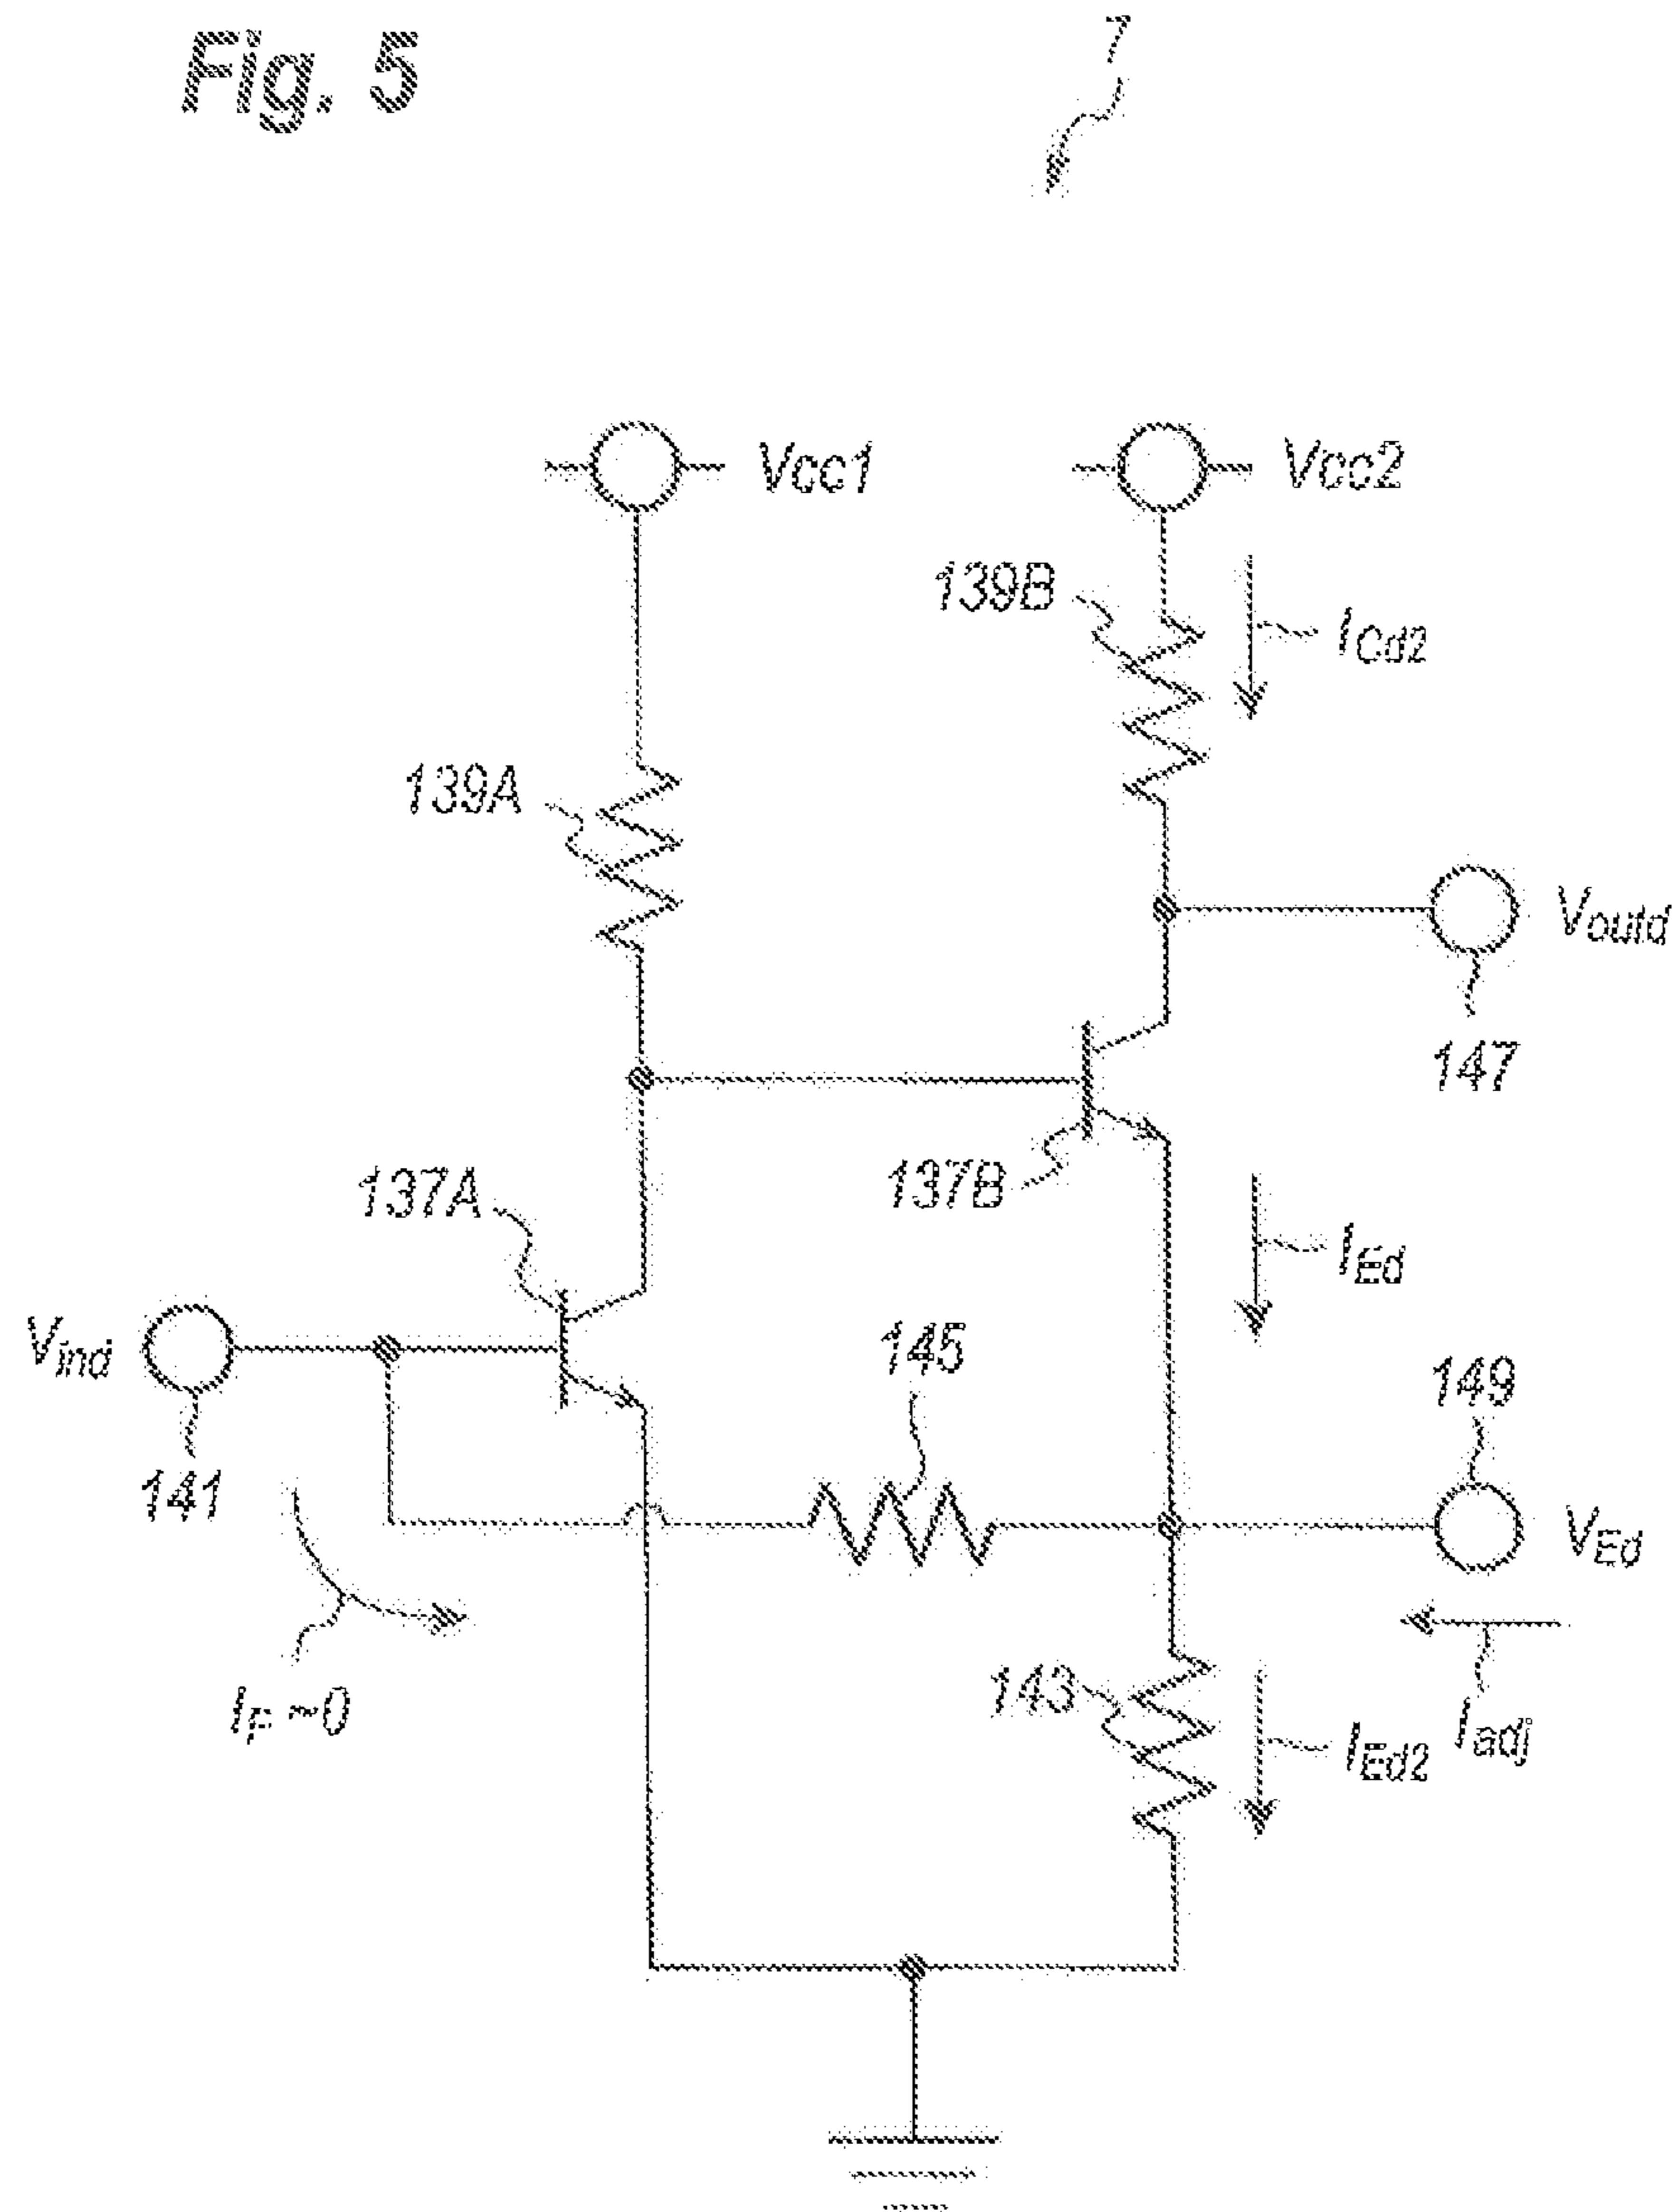 Fig. 5
7
Vcc1
Vcc2
139B
ICd2
139A
Voutd
147
137A
137B
IEd
Vind
145
149
141
VEd
IF ~0
143
IEd2
Iadj